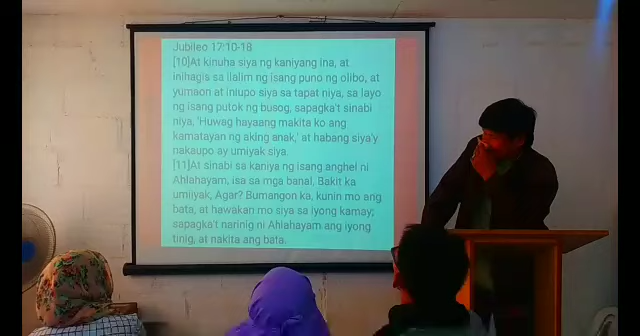 Jubileo 17:10-18
[10]At kinuha siya ng kaniyang ina, at
inihagis sa ilalim ng isang puno ng olibo, at
yumaon at iniupo siya sa tapat niya, sa layo
ng isang putok ng busog, sapagka't sinabi
niya, 'Huwag hayaang makita ko ang
kamatayan ng aking anak,' at habang siya'y
nakaupo ay umiyak siya.
[11]At sinabi sa kaniya ng isang anghel ni
Ahlahayam, isa sa mga banal, Bakit ka
umiiyak, Agar? Bumangon ka, kunin mo ang
bata, at hawakan mo siya sa iyong kamay;
sapagka't narinig ni Ahlahayam ang iyong
tinig, at nakita ang bata.